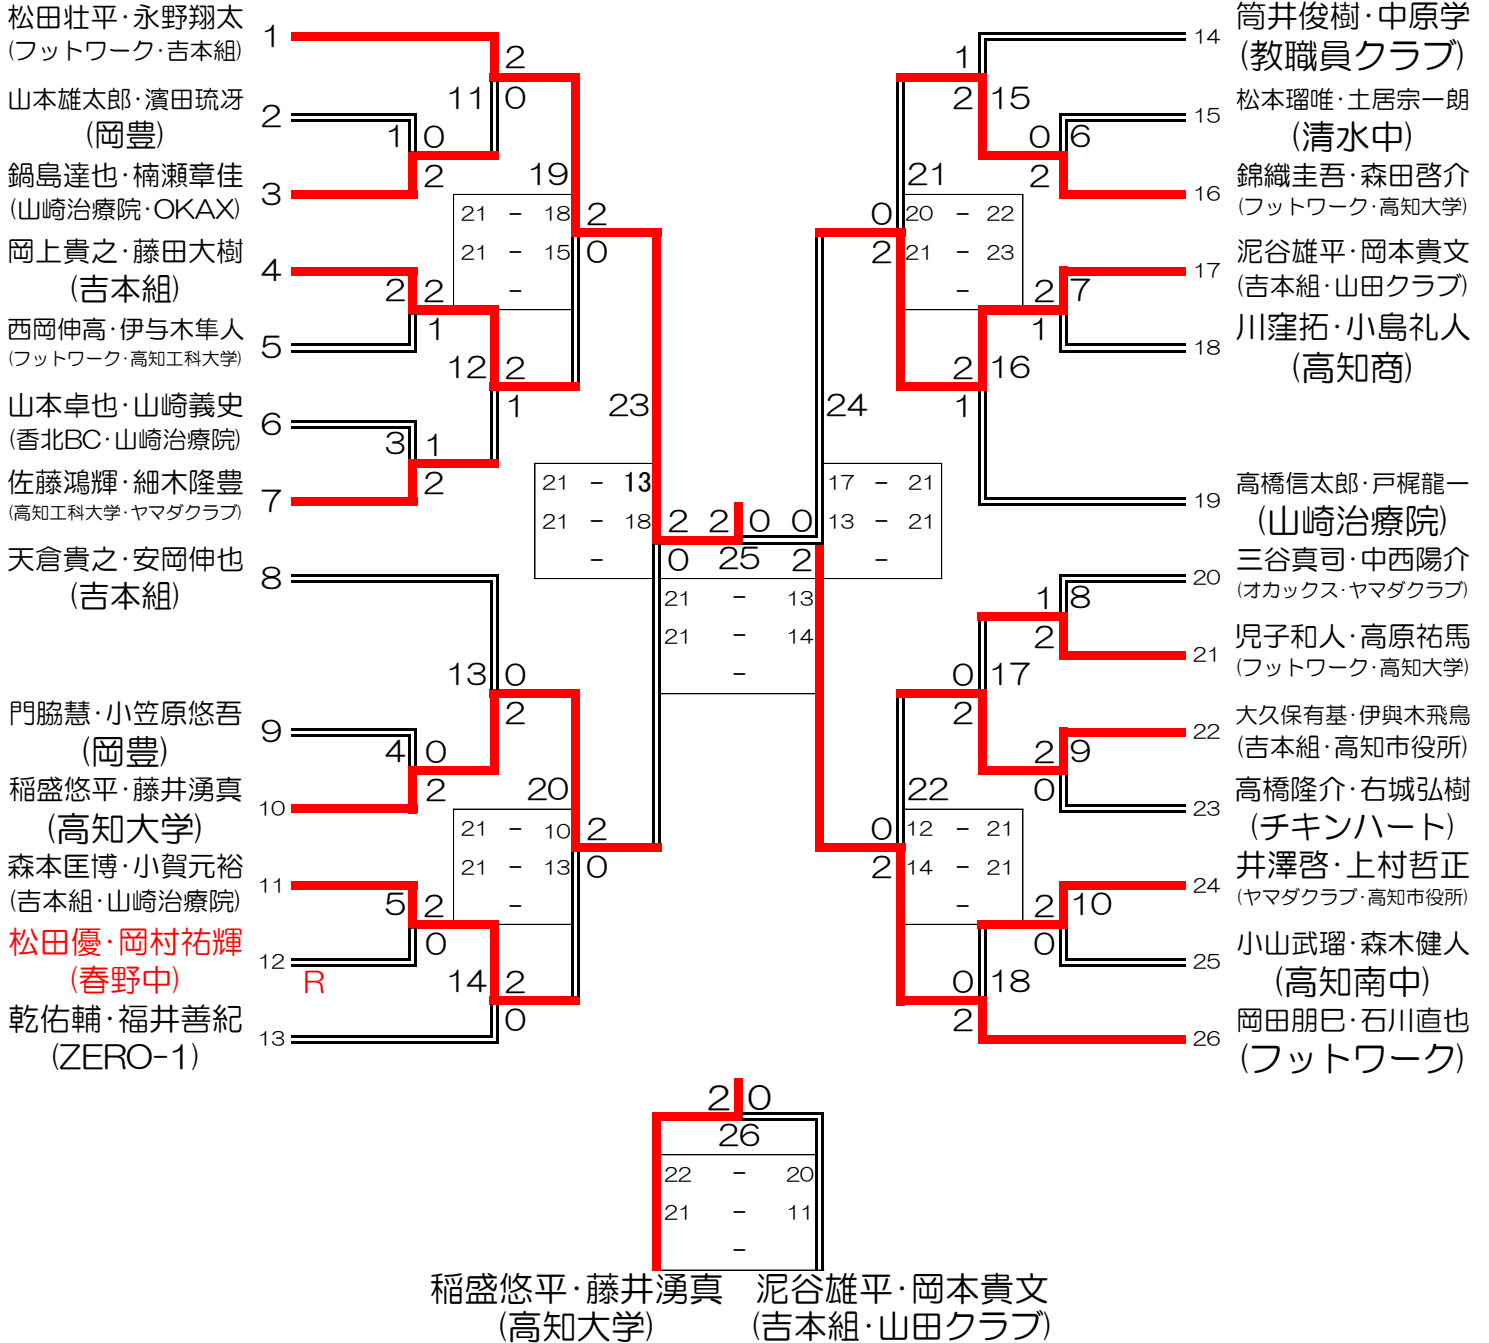 松田壮平・永野翔太
(フットワーク・吉本組)
1
山本雄太郎・濱田琉冴
(岡豊)
2
鍋島達也・楠瀬章佳
(山崎治療院・OKAX)
3
岡上貴之・藤田大樹
(吉本組)
4
西岡伸高・伊与木隼人
(フットワーク・高知工科大学)
5
山本卓也・山崎義史
(香北BC・山崎治療院)
6
佐藤鴻輝・細木隆豊
(高知工科大学・ヤマダクラブ)
7
天倉貴之・安岡伸也
(吉本組)
8
門脇慧・小笠原悠吾
(岡豊)
9
稲盛悠平・藤井湧真
(高知大学)
10
森本匡博・小賀元裕
(吉本組・山崎治療院)
11
松田優・岡村祐輝
(春野中)
12
R
乾佑輔・福井善紀
(ZERO-1)
13
2
11 0
1 0
2
19
21 - 18 2
21 - 15 0
-
2 2
1
12 2
1
3 1
2
23
21 - 13
21 - 18
-
2 2 0 0
0 25 2
21 - 13
21 - 14
-
13 0
2
4 0
2
20
21 - 10 2
21 - 13 0
-
5 2
0
14 2
0
24
17 - 21
13 - 21
-
1
2 15
0 6
2
21
0 20 - 22
2 21 - 23
-
2 7
1
2 16
1
1 8
2
0 17
2
2 9
0
22
0 12 - 21
2 14 - 21
-
2 10
0
0 18
2
14
筒井俊樹・中原学
(教職員クラブ)
15
松本瑠唯・土居宗一朗
(清水中)
16
錦織圭吾・森田啓介
(フットワーク・高知大学)
17
泥谷雄平・岡本貴文
(吉本組・山田クラブ)
18
川窪拓・小島礼人
(高知商)
19
高橋信太郎・戸梶龍一
(山崎治療院)
20
三谷真司・中西陽介
(オカックス・ヤマダクラブ)
21
児子和人・高原祐馬
(フットワーク・高知大学)
22
大久保有基・伊與木飛鳥
(吉本組・高知市役所)
23
高橋隆介・右城弘樹
(チキンハート)
24
井澤啓・上村哲正
(ヤマダクラブ・高知市役所)
25
小山武瑠・森木健人
(高知南中)
26
岡田朋巳・石川直也
(フットワーク)
2 0
26
22 - 20
21 - 11
-
稲盛悠平・藤井湧真 泥谷雄平・岡本貴文
(高知大学) (吉本組・山田クラブ)